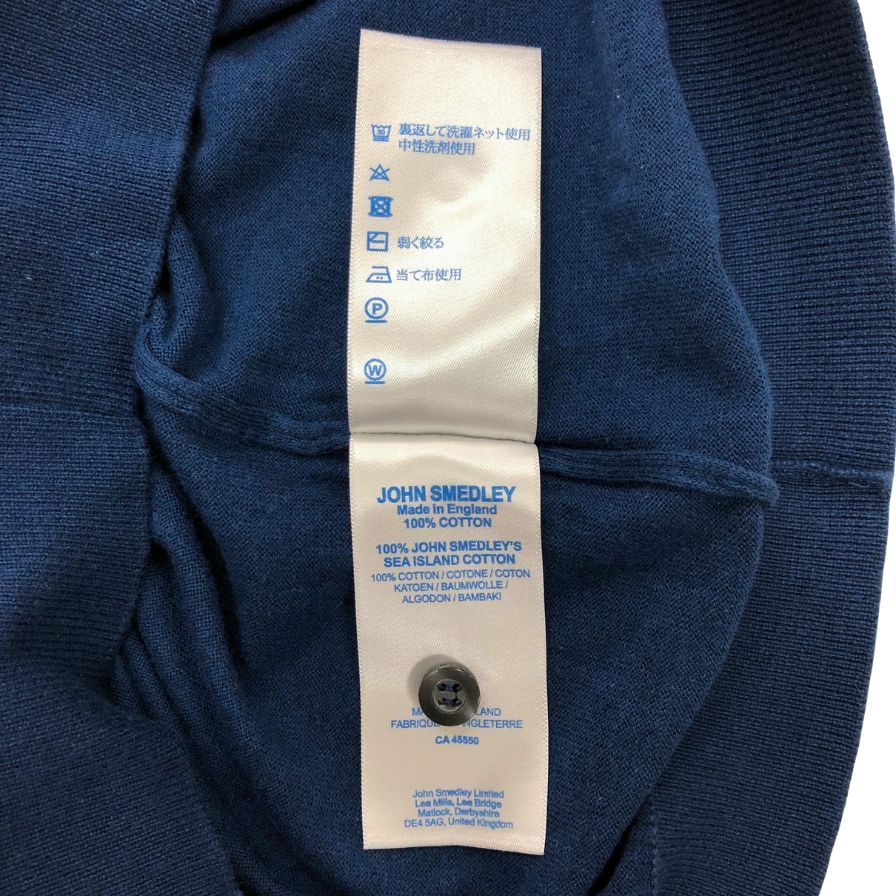 30
裏返して洗濯ネット使用
中性洗剤使用
弱く絞る
当て布使用
P
W
JOHN SMEDLEY
Made in England
100% COTTON
100% JOHN SMEDLEY'S
SEA ISLAND COTTON
100% COTTON / COTONE / COTON
KATOEN / BAUMWOLLE /
ALGODON / BAMBAKI
FABRIQUE
CA 45550
John Smedley Limited
Lea Mills, Lea Bridge
Matlock, Derbyshire
DE4 5AG, United Kingdom